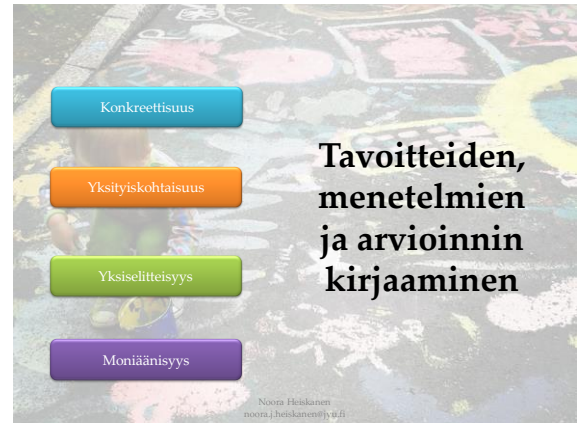 Konkreettisuus
Yksityiskohtaisuus
Yksiselitteisyys
Moniäänisyys
Tavoitteiden,
menetelmien
ja arvioinnin
kirjaaminen
Noora Heiskanen
noora.j.heiskanen@jyu.fi